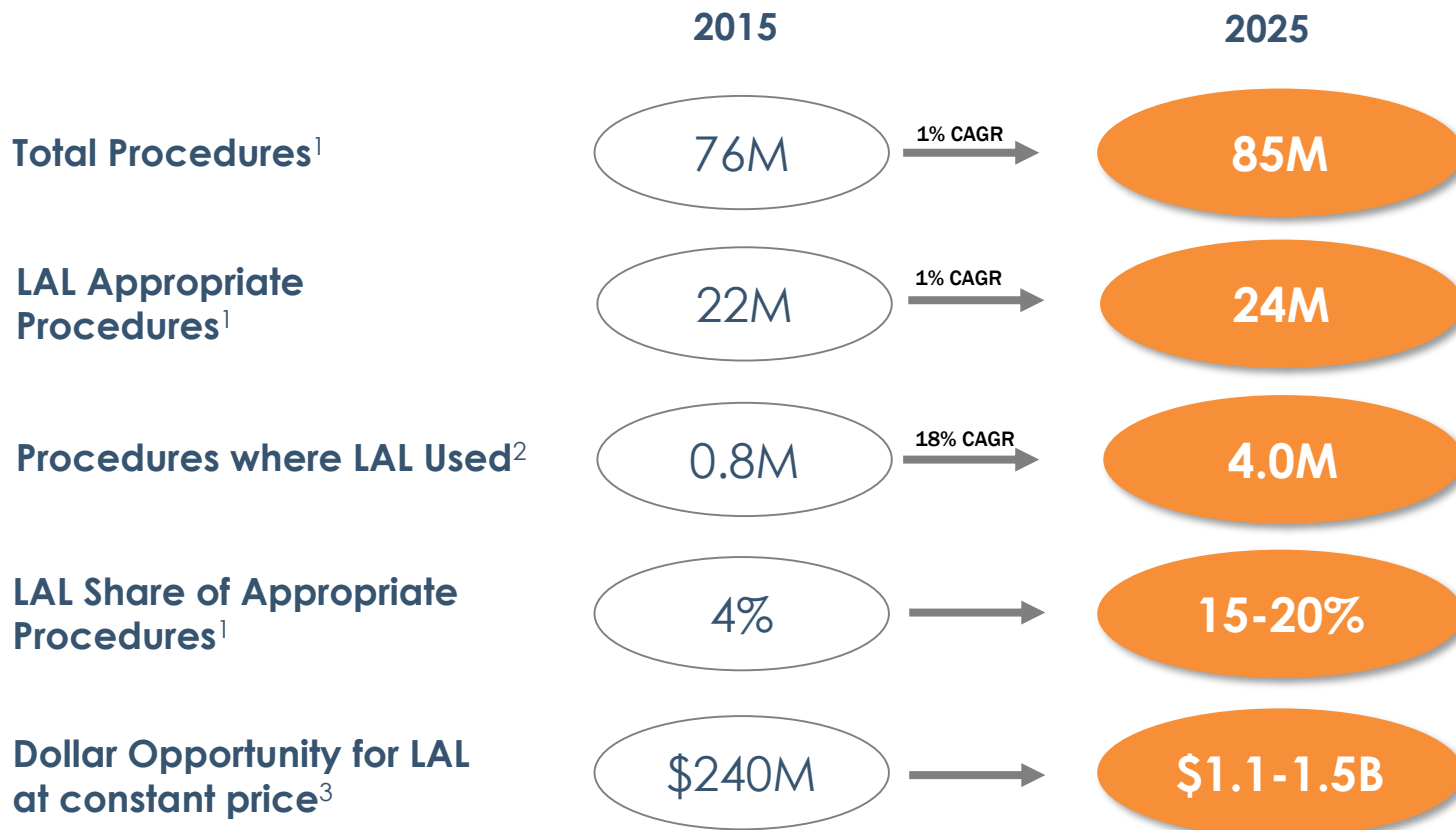 2015 2025
Total Procedures¹ 76M 1% CAGR 85M
LAL Appropriate
Procedures¹ 22M 1% CAGR 24M
Procedures where LAL Used² 0.8M 18% CAGR 4.0M
LAL Share of Appropriate
Procedures¹ 4% 15-20%
Dollar Opportunity for LAL
at constant price³ $240M $1.1-1.5B